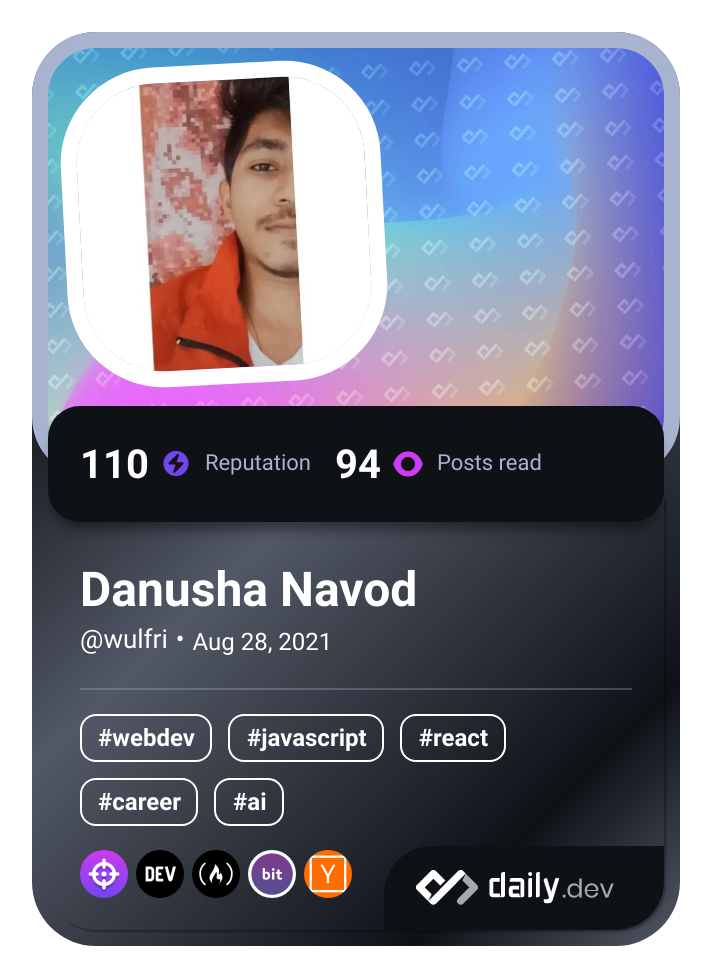 110 Reputation 94 Posts read
Danusha Navod
@wulfri • Aug 28, 2021
#webdev #javascript #react
#career #ai
DEV bit Y daily.dev